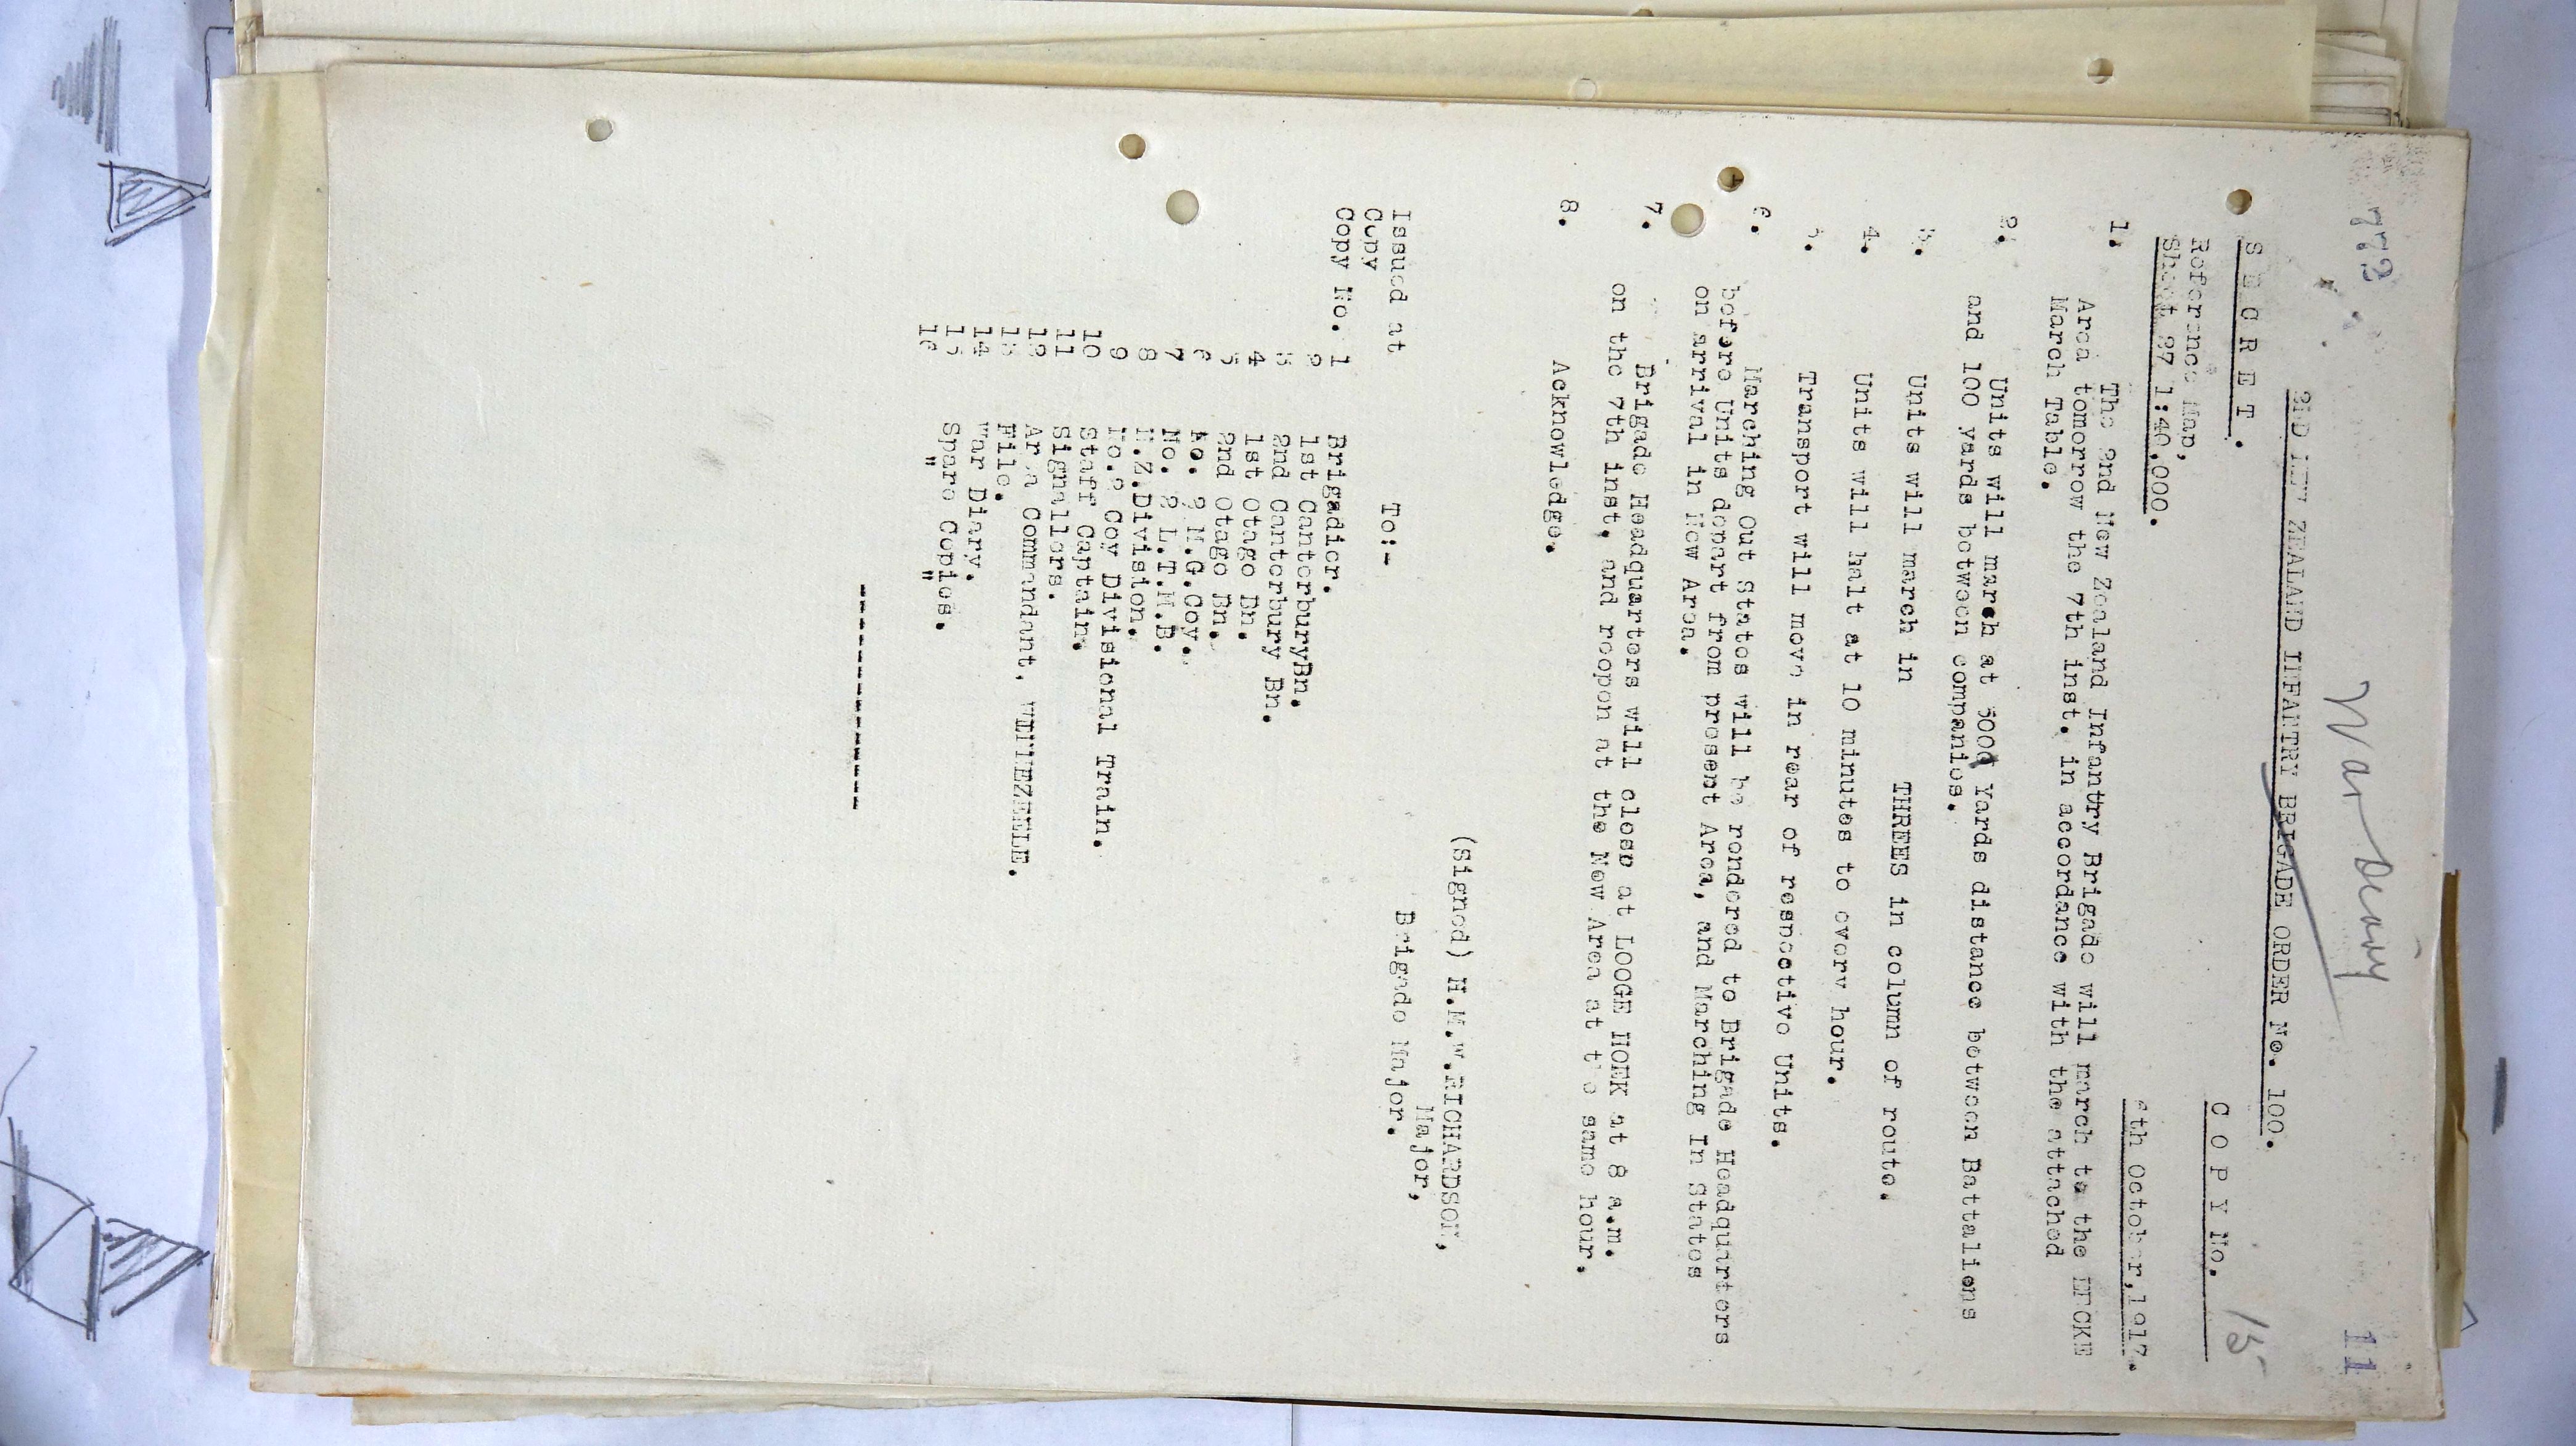 773
War Diary
11
2ND NEW ZEALAND INFANTRY BRIGADE ORDER No. 100.
S E C R E T.
C O P Y No. 15
Reference Map,
Sheet 27 1:40,000.
6th October, 1917.
1. The 2nd New Zealand Infantry Brigade will march to the EECKE
Area tomorrow the 7th inst. in accordance with the attached
March Table.
2. Units will march at 500 Yards distance between Battalions
and 100 yards between companies.
3. Units will march in THREES in column of route.
4. Units will halt at 10 minutes to every hour.
5. Transport will move in rear of respective Units.
6. Marching Out States will be rendered to Brigade Headquarters
before Units depart from present Area, and Marching In States
on arrival in New Area.
7. Brigade Headquarters will close at LOOGE HOEK at 8 a.m.
on the 7th inst. and reopen at the New Area at the same hour.
8. Acknowledge.
(Signed) H.M.W.RICHARDSON,
Major,
Brigade Major.
Issued at To:-
Copy
Copy No. 1 Brigadier.
2 1st CanterburyBn.
3 2nd Canterbury Bn.
4 1st Otago Bn.
5 2nd Otago Bn.
6 No. 2 M.G.Coy.
7 No. 2 L.T.M.B.
8 N.Z.Division.
9 No.2 Coy Divisional Train.
10 Staff Captain.
11 Signallers.
12 Area Commandant, WINNEZEELE.
13 File.
14 War Diary.
15 Spare Copies.
16 " "
--------------